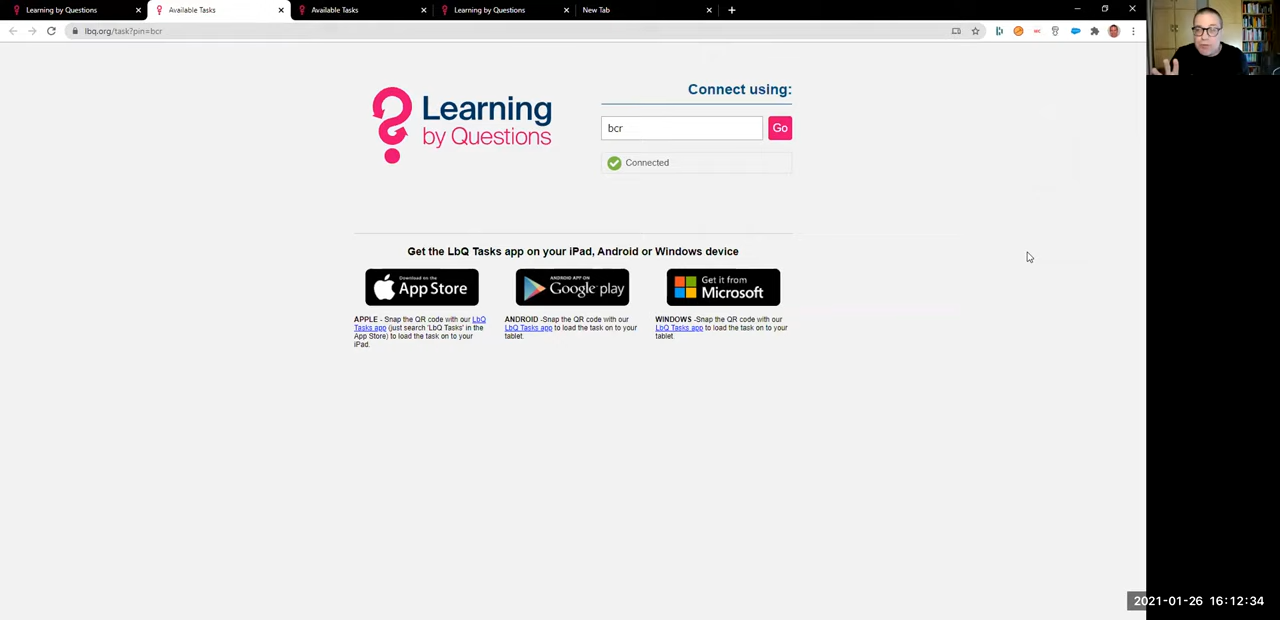 Learning by Questions
Available Tasks
Available Tasks
Learning by Questions
New Tab
lbq.org/task?pin=bcr
Learning
by Questions
Connect using:
bcr
Go
Connected
Get the LbQ Tasks app on your iPad, Android or Windows device
Download on the
App Store
ANDROID APP ON
Google play
Get it from
Microsoft
APPLE - Snap the QR code with our LbQ
Tasks app (just search 'LbQ Tasks' in the
App Store) to load the task on to your
iPad.
ANDROID -Snap the QR code with our
LbQ Tasks app to load the task on to your
tablet.
WINDOWS -Snap the QR code with our
LbQ Tasks app to load the task on to your
tablet.
2021-01-26 16:12:34